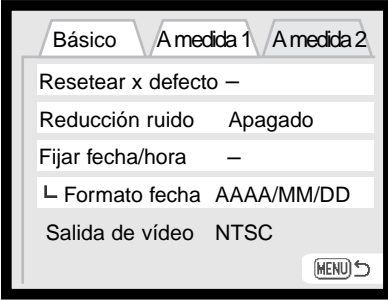 Básico A medida 1 A medida 2
Resetear x defecto –
Reducción ruido Apagado
Fijar fecha/hora –
Formato fecha AAAA/MM/DD
Salida de vídeo NTSC
MENU